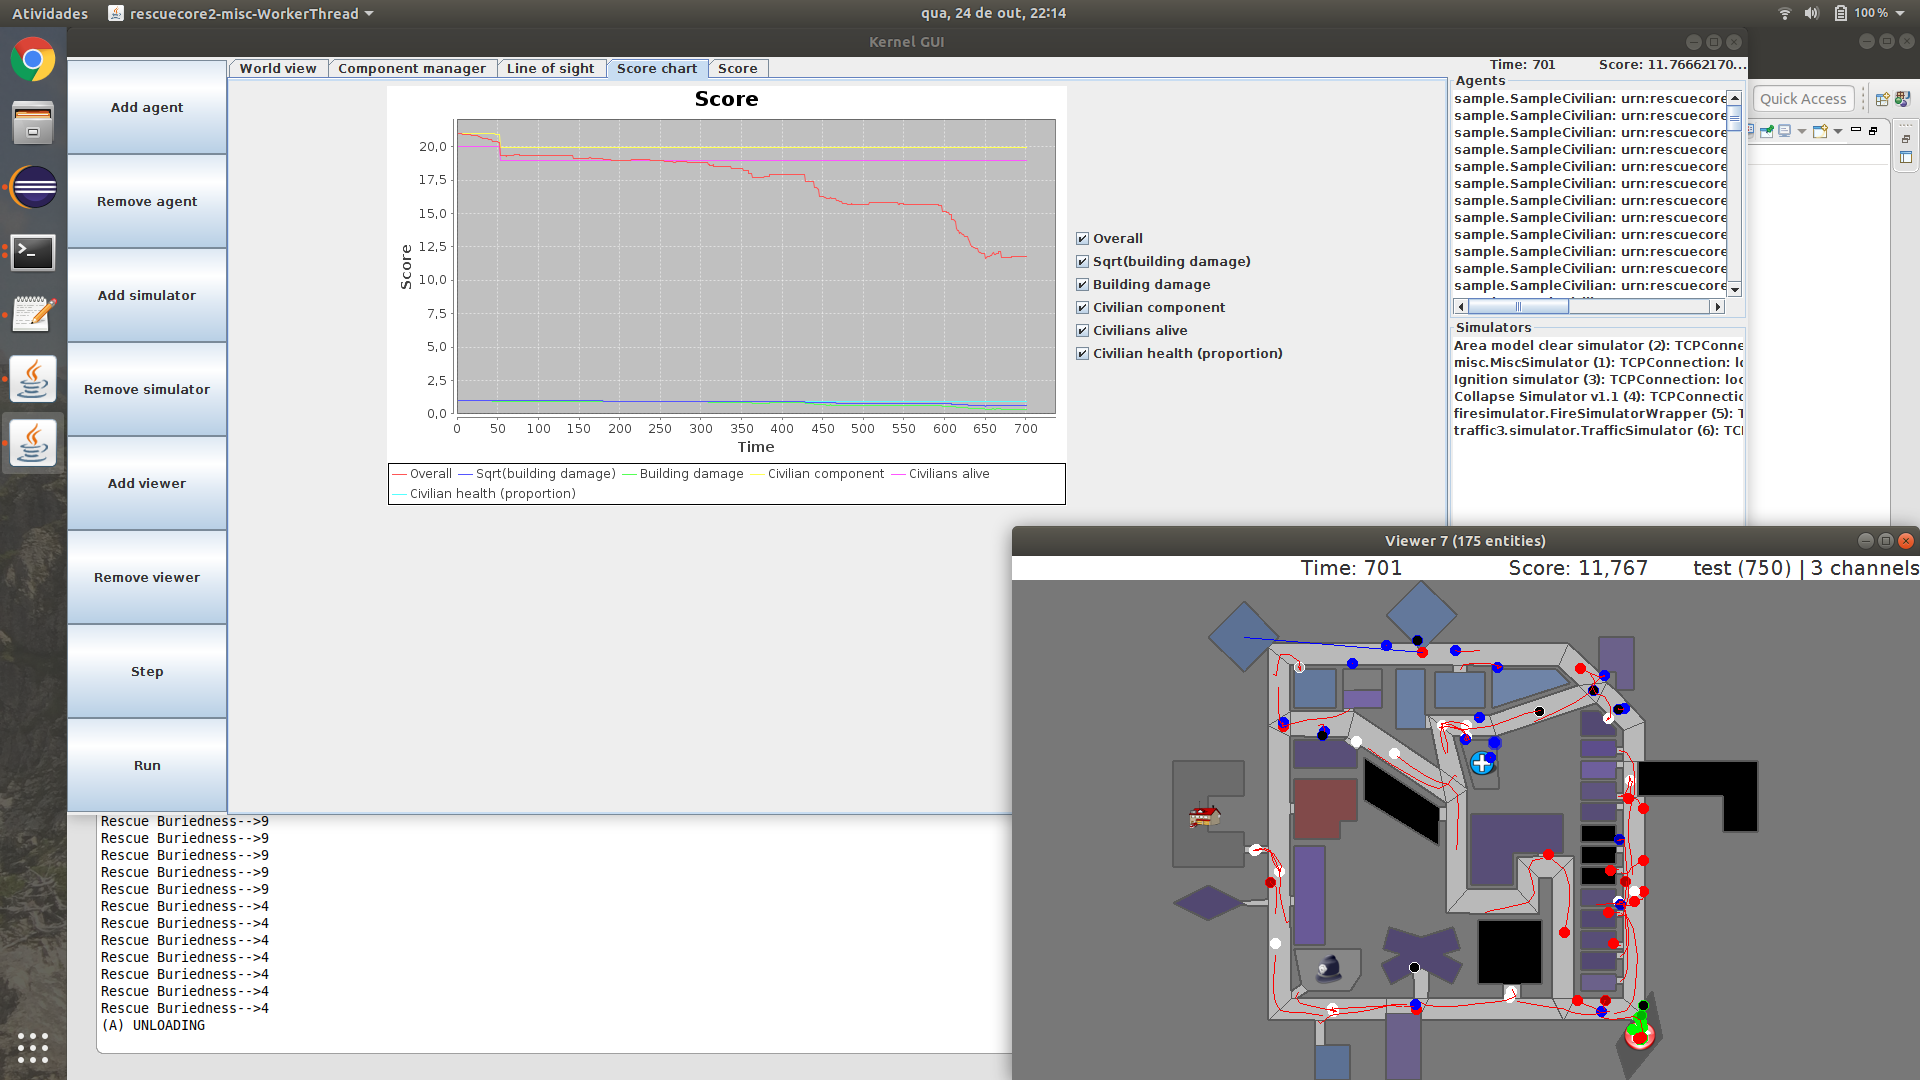 Atividades
rescuecore2-misc-WorkerThread
qua, 24 de out, 22:14
100 %
Kernel GUI
Add agent
Remove agent
Add simulator
Remove simulator
Add viewer
Remove viewer
Step
Run
World view
Component manager
Line of sight
Score chart
Score
Time: 701
Score: 11.76662170...
Score
Score
20,0
17,5
15,0
12,5
10,0
7,5
5,0
2,5
0,0
0 50 100 150 200 250 300 350 400 450 500 550 600 650 700
Time
Overall Sqrt(building damage) Building damage Civilian component Civilians alive
Civilian health (proportion)
Overall
Sqrt(building damage)
Building damage
Civilian component
Civilians alive
Civilian health (proportion)
Agents
sample.SampleCivilian: urn:rescuecore
sample.SampleCivilian: urn:rescuecore
sample.SampleCivilian: urn:rescuecore
sample.SampleCivilian: urn:rescuecore
sample.SampleCivilian: urn:rescuecore
sample.SampleCivilian: urn:rescuecore
sample.SampleCivilian: urn:rescuecore
sample.SampleCivilian: urn:rescuecore
sample.SampleCivilian: urn:rescuecore
sample.SampleCivilian: urn:rescuecore
sample.SampleCivilian: urn:rescuecore
sample.SampleCivilian: urn:rescuecore
Simulators
Area model clear simulator (2): TCPConne
misc.MiscSimulator (1): TCPConnection: lo
Ignition simulator (3): TCPConnection: loc
Collapse Simulator v1.1 (4): TCPConnectio
firesimulator.FireSimulatorWrapper (5): T
traffic3.simulator.TrafficSimulator (6): TC
Quick Access
Viewer 7 (175 entities)
Time: 701
Score: 11,767
test (750) | 3 channels
Rescue Buriedness-->9
Rescue Buriedness-->9
Rescue Buriedness-->9
Rescue Buriedness-->9
Rescue Buriedness-->9
Rescue Buriedness-->4
Rescue Buriedness-->4
Rescue Buriedness-->4
Rescue Buriedness-->4
Rescue Buriedness-->4
Rescue Buriedness-->4
Rescue Buriedness-->4
(A) UNLOADING